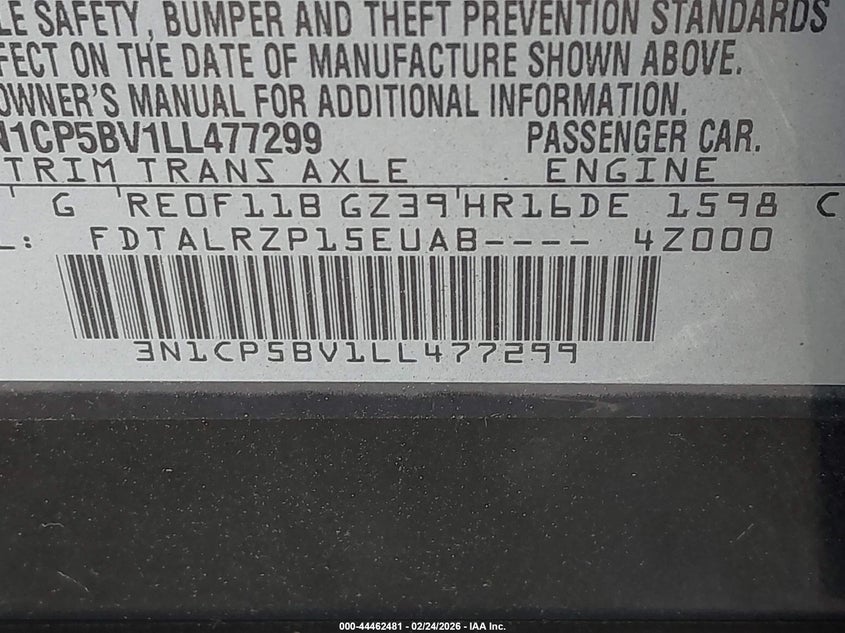 LE SAFETY, BUMPER AND THEFT PREVENTION STANDARDS
FECT ON THE DATE OF MANUFACTURE SHOWN ABOVE.
OWNER'S MANUAL FOR ADDITIONAL INFORMATION.
N1CP5BV1LL477299 PASSENGER CAR.
TRIM TRANS AXLE ENGINE
G RE0F11B GZ39 HR16DE 1598 C
L: FDTALRZP15EUAB---- 4Z000
3N1CP5BV1LL477299
000-44462481 - 02/24/2026 - IAA Inc.